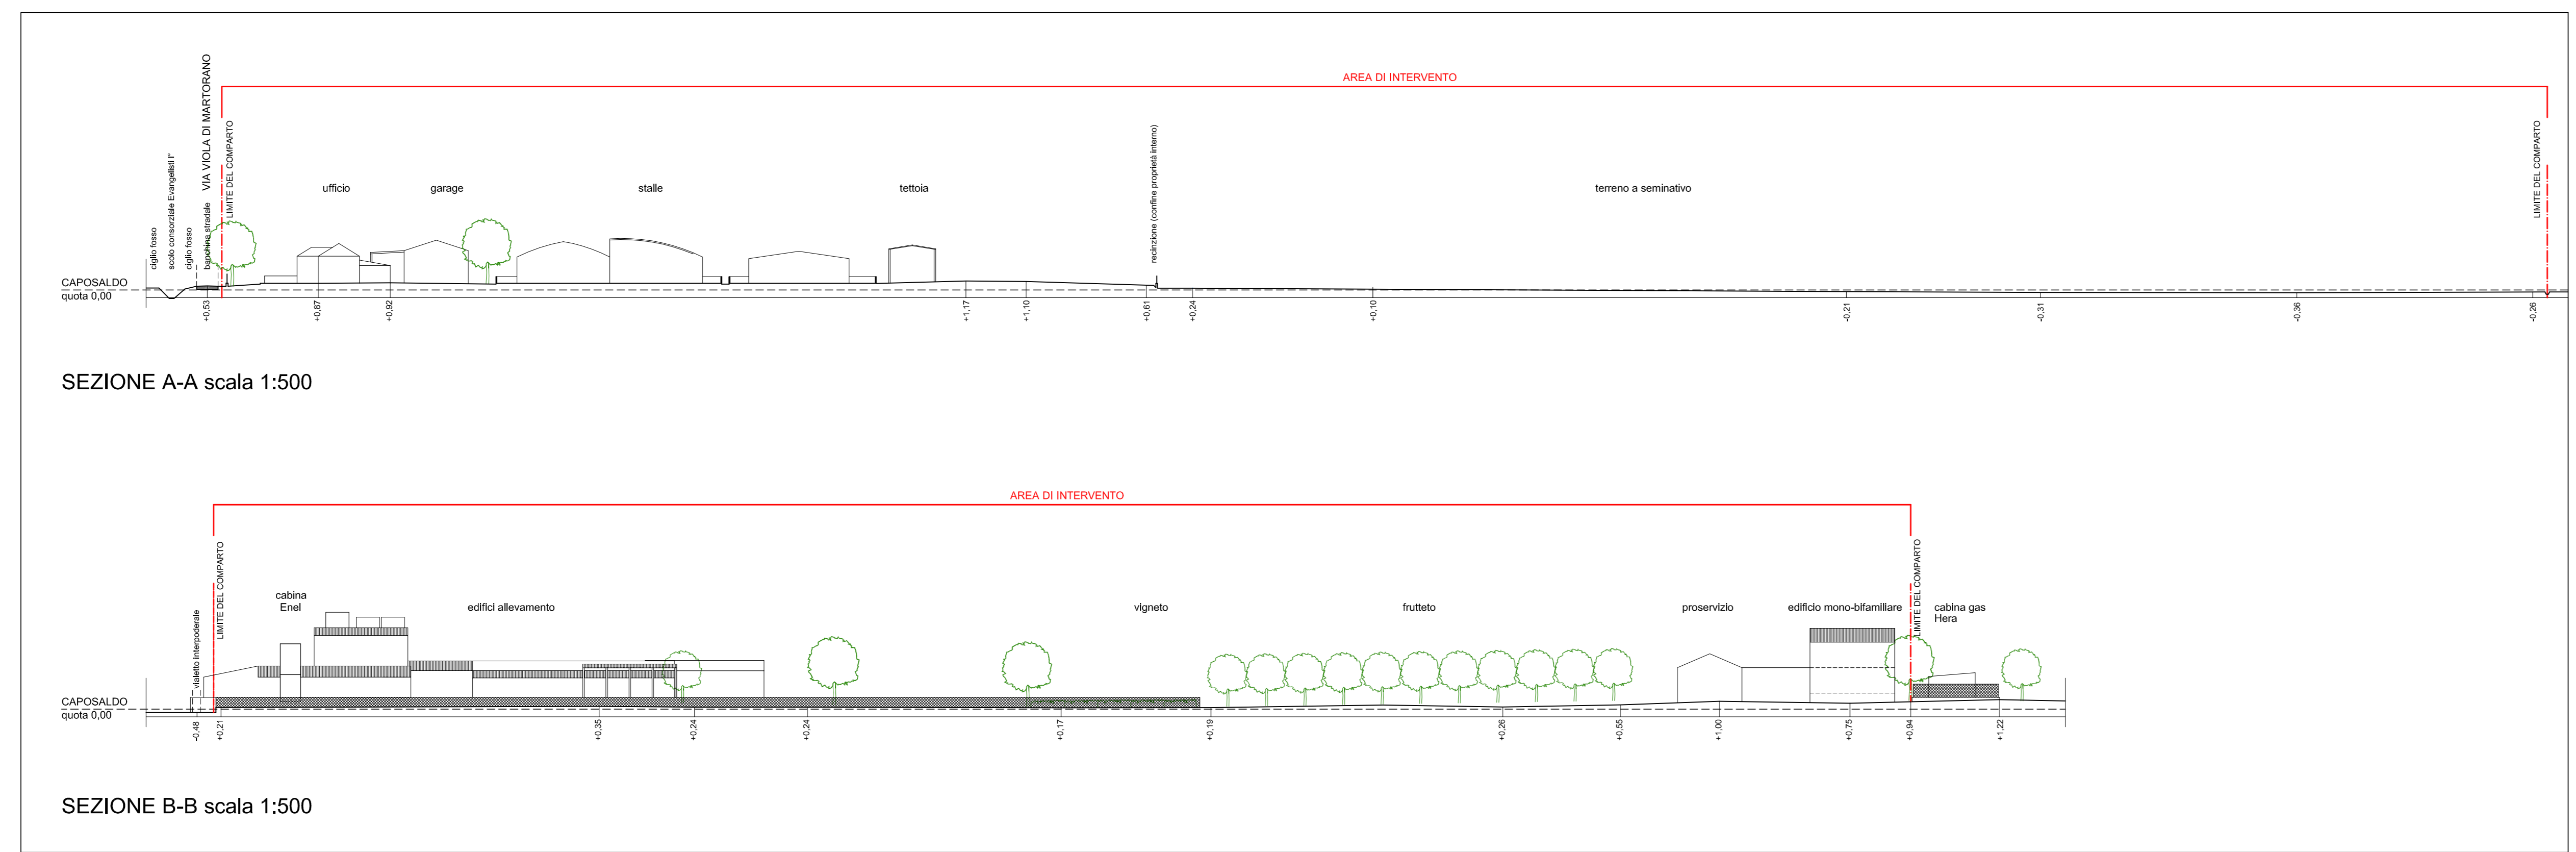 AREA DI INTERVENTO
ciglio fosso
scolo consorziale Evangelisti I°
ciglio fosso
banchina stradale
VIA VIOLA DI MARTORANO
LIMITE DEL COMPARTO
ufficio
garage
stalle
tettoia
recinzione (confine proprietà interno)
terreno a seminativo
LIMITE DEL COMPARTO
CAPOSALDO
quota 0,00
+0,53
+0,87
+0,92
+1,17
+1,10
+0,61
+0,24
+0,10
-0,21
-0,31
-0,36
-0,26
SEZIONE A-A scala 1:500
AREA DI INTERVENTO
vialetto interpoderale
LIMITE DEL COMPARTO
cabina
Enel
edifici allevamento
vigneto
frutteto
proservizio
edificio mono-bifamiliare
LIMITE DEL COMPARTO
cabina gas
Hera
CAPOSALDO
quota 0,00
-0,48
+0,21
+0,35
+0,24
+0,24
+0,17
+0,19
+0,26
+0,55
+1,00
+0,75
+0,94
+1,22
SEZIONE B-B scala 1:500